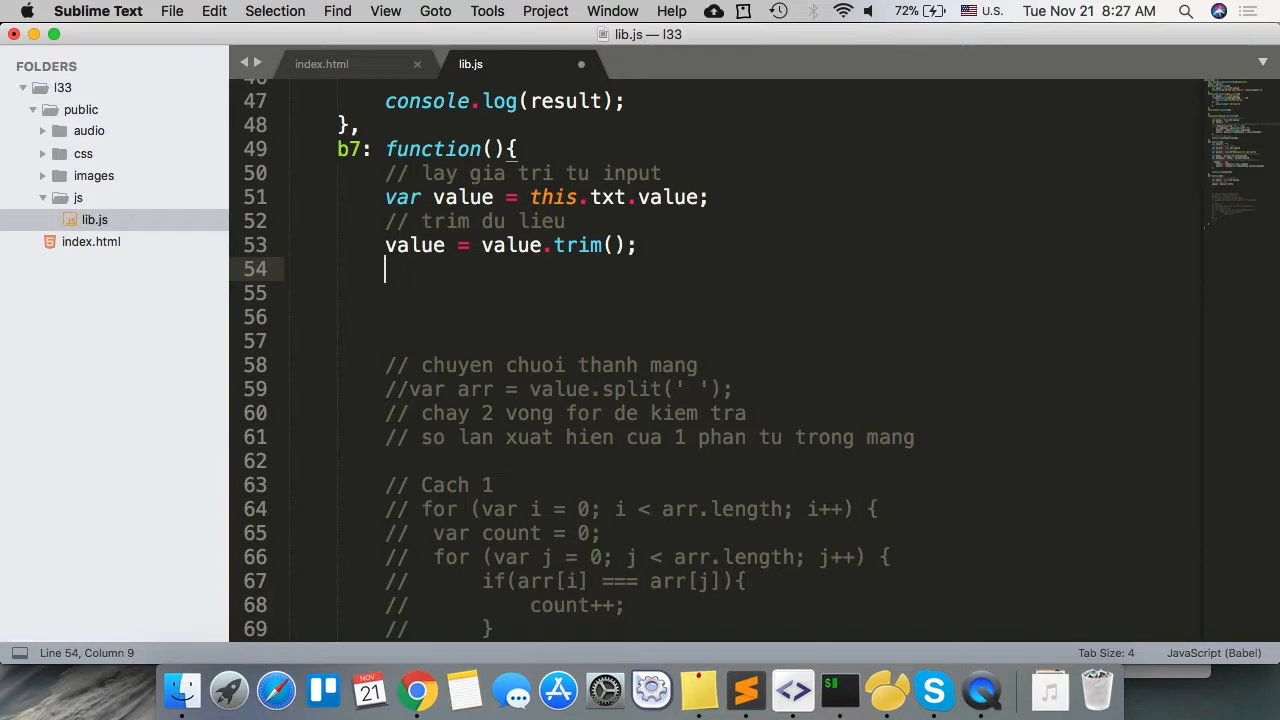 Sublime Text File Edit Selection Find View Goto Tools Project Window Help 72% U.S. Tue Nov 21 8:27 AM
lib.js — l33
FOLDERS
l33
public
audio
css
images
js
lib.js
index.html
index.html lib.js
46
47 console.log(result);
48 },
49 b7: function(){
50 // lay gia tri tu input
51 var value = this.txt.value;
52 // trim du lieu
53 value = value.trim();
54
55
56
57
58 // chuyen chuoi thanh mang
59 //var arr = value.split(' ');
60 // chay 2 vong for de kiem tra
61 // so lan xuat hien cua 1 phan tu trong mang
62
63 // Cach 1
64 // for (var i = 0; i < arr.length; i++) {
65 // var count = 0;
66 // for (var j = 0; j < arr.length; j++) {
67 // if(arr[i] === arr[j]){
68 // count++;
69 // }
Line 54, Column 9 Tab Size: 4 JavaScript (Babel)
NOV
21